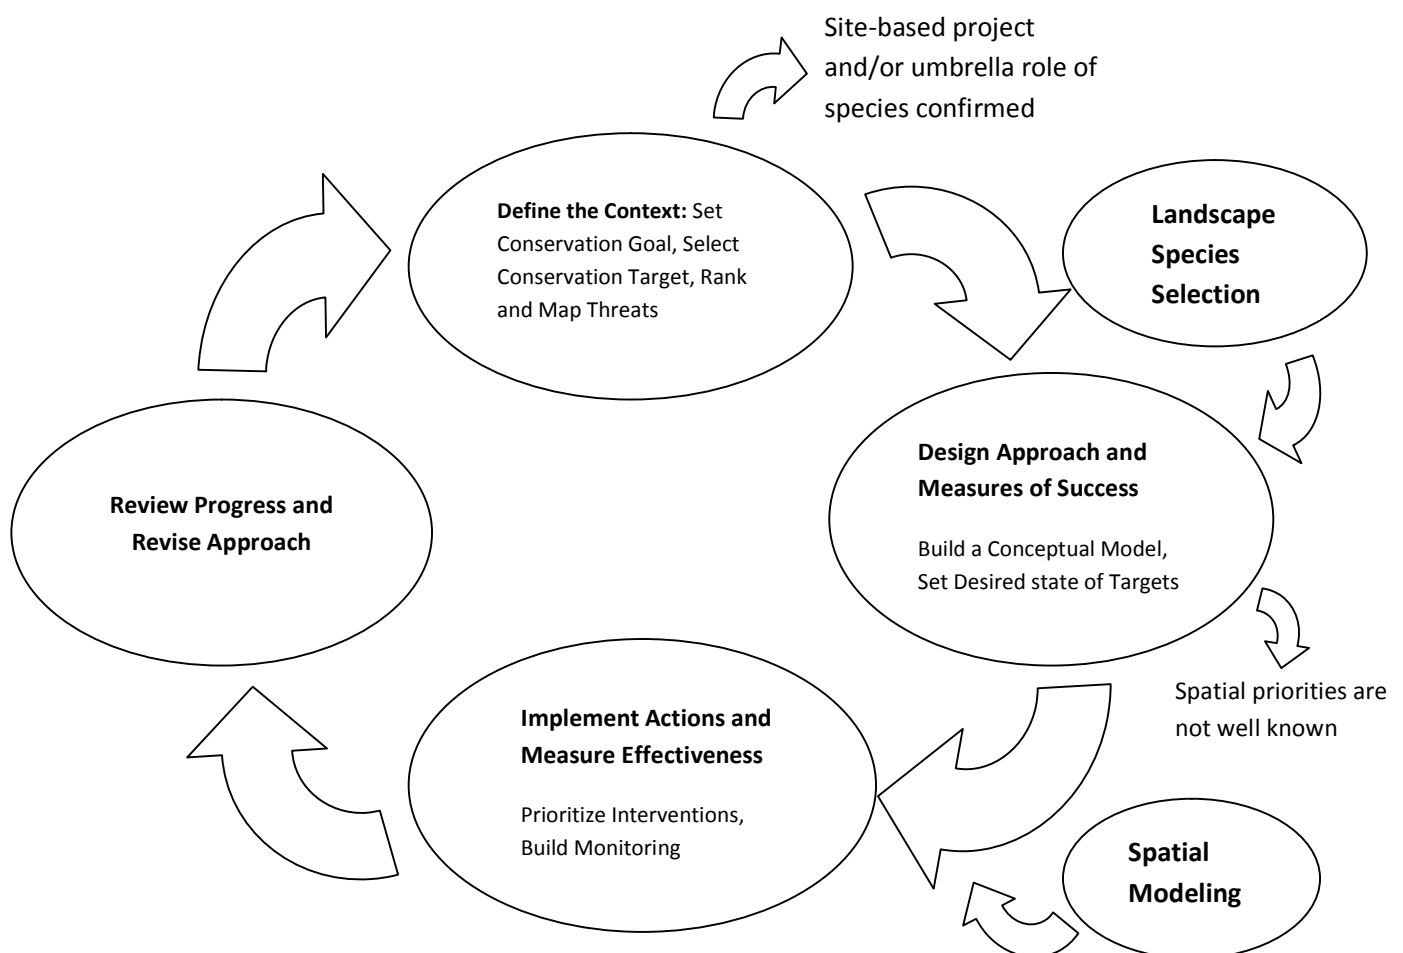 Site-based project
and/or umbrella role of
species confirmed
Define the Context: Set
Conservation Goal, Select
Conservation Target, Rank
and Map Threats
Landscape
Species
Selection
Design Approach and
Measures of Success
Build a Conceptual Model,
Set Desired state of Targets
Review Progress and
Revise Approach
Spatial priorities are
not well known
Implement Actions and
Measure Effectiveness
Prioritize Interventions,
Build Monitoring
Spatial
Modeling